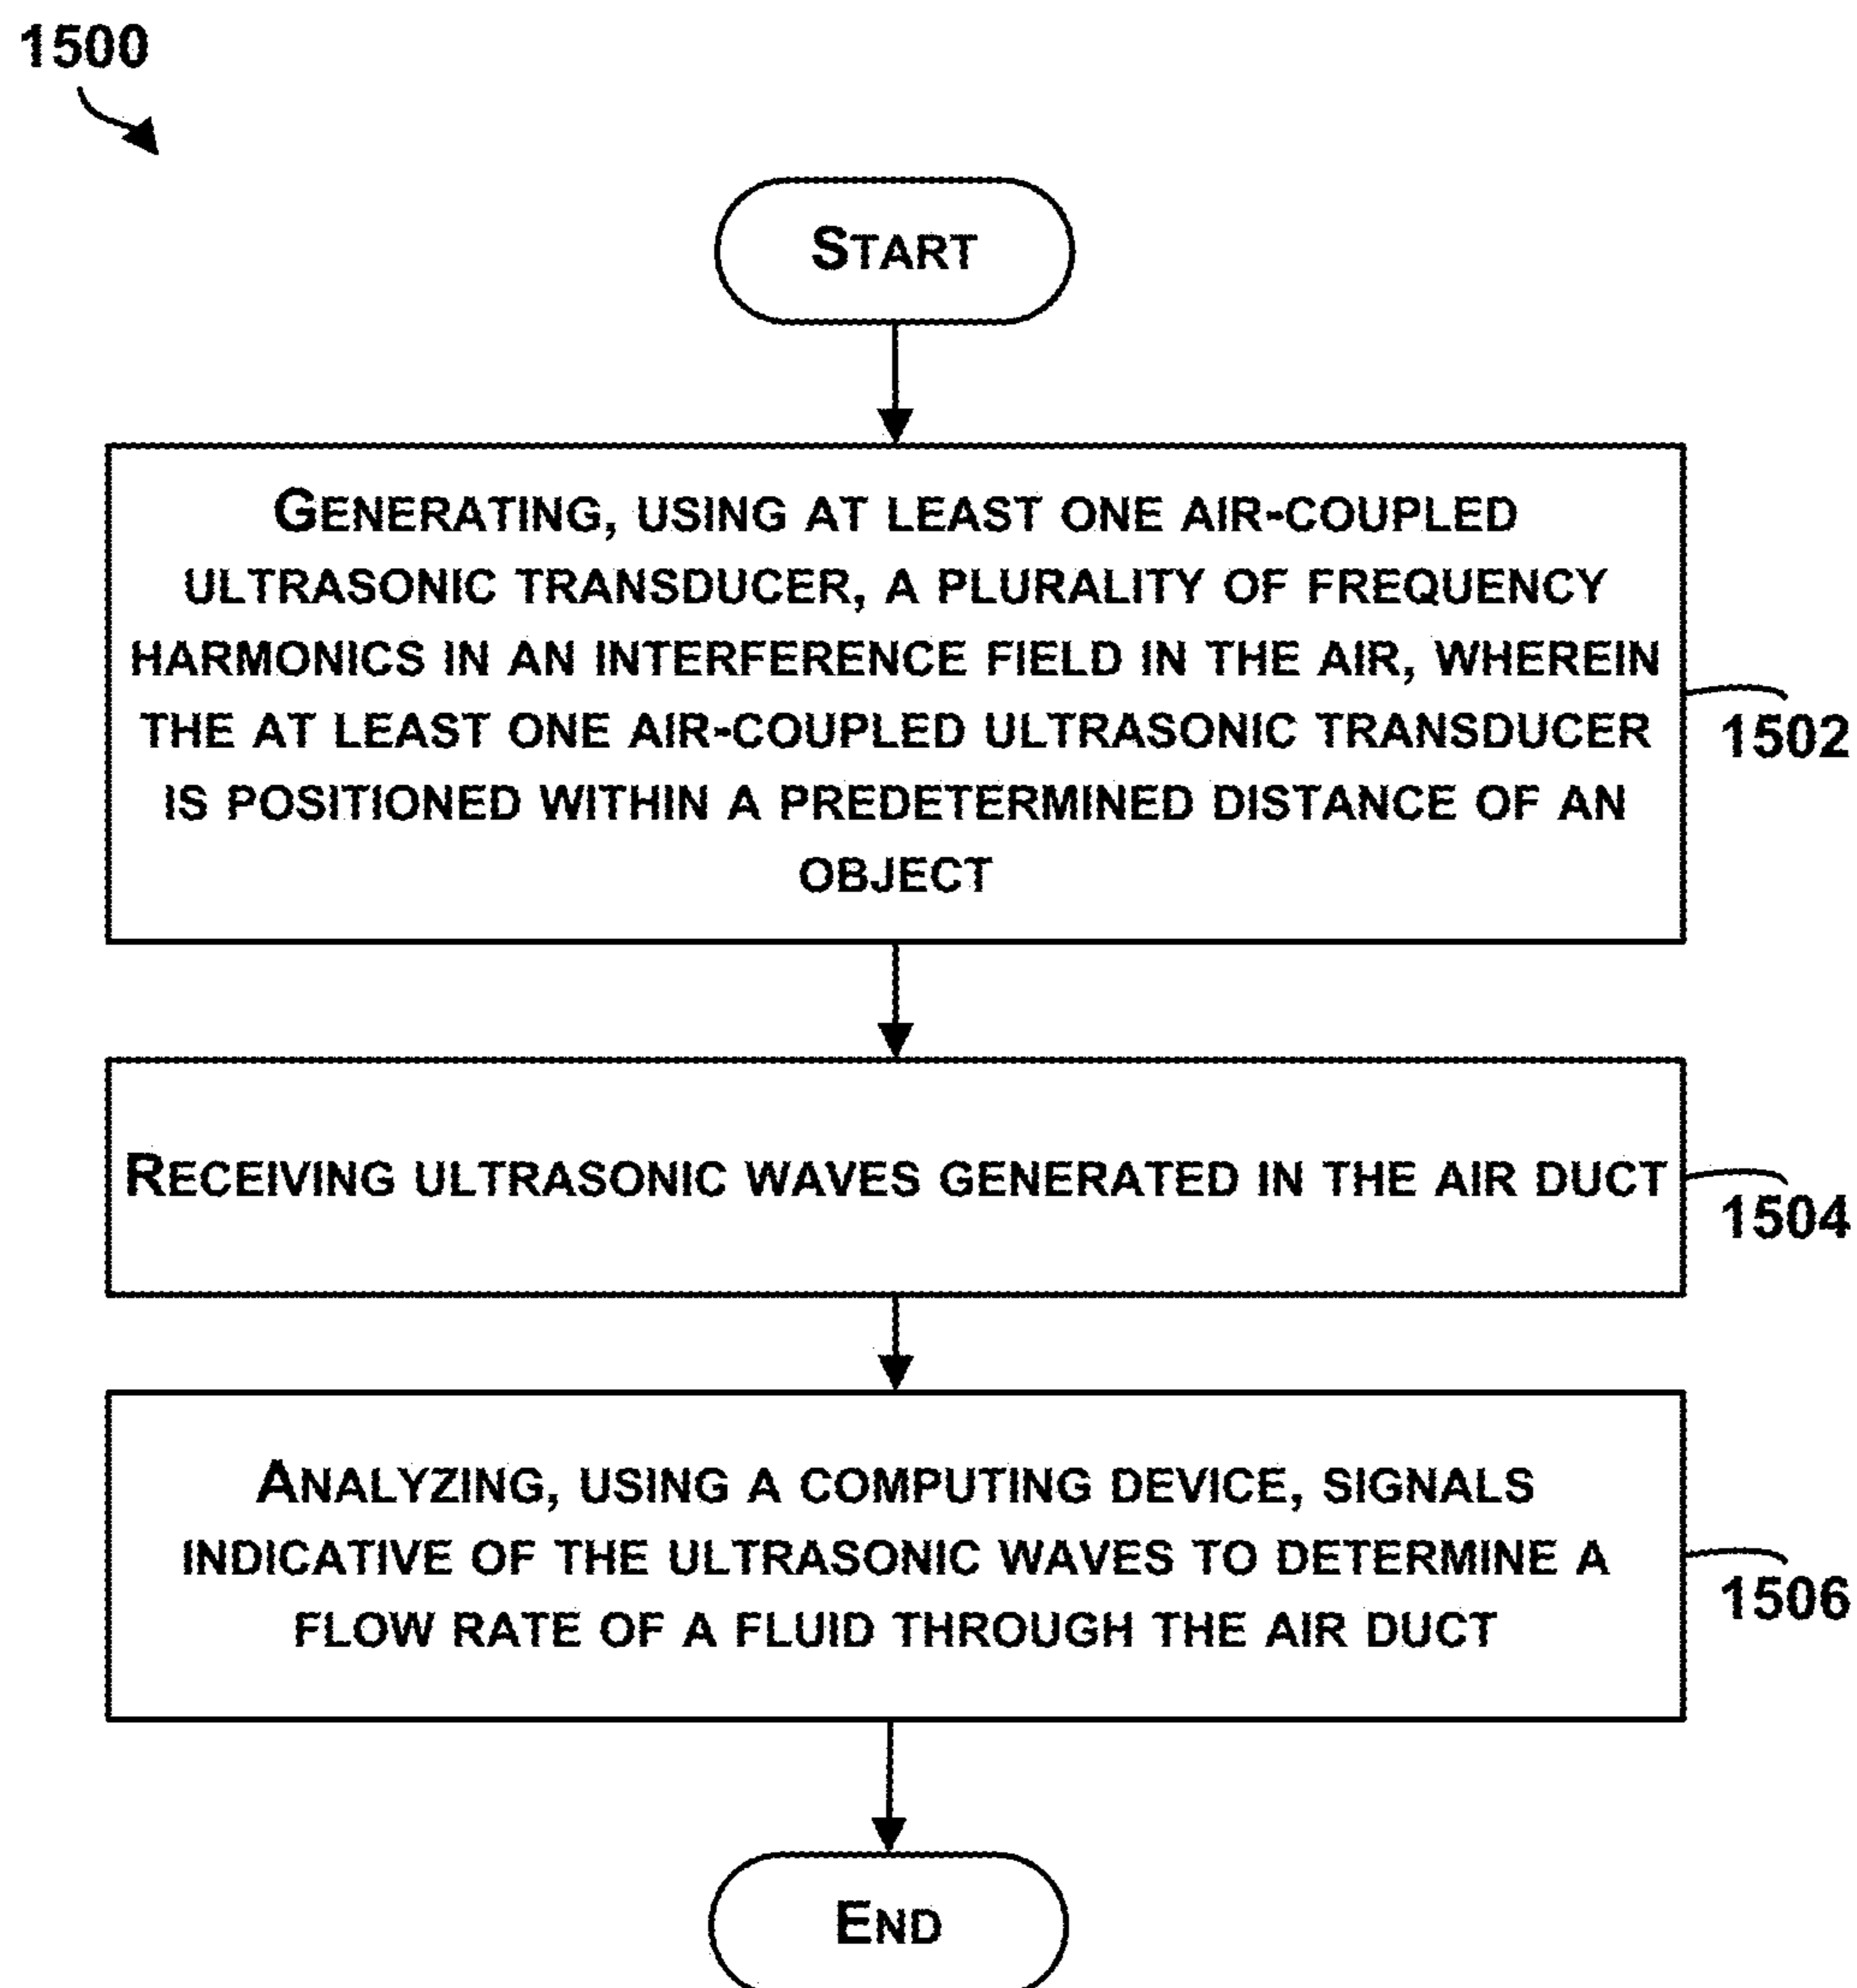 1500
START
GENERATING, USING AT LEAST ONE AIR-COUPLED
ULTRASONIC TRANSDUCER, A PLURALITY OF FREQUENCY
HARMONICS IN AN INTERFERENCE FIELD IN THE AIR, WHEREIN
THE AT LEAST ONE AIR-COUPLED ULTRASONIC TRANSDUCER
IS POSITIONED WITHIN A PREDETERMINED DISTANCE OF AN
OBJECT
1502
RECEIVING ULTRASONIC WAVES GENERATED IN THE AIR DUCT
1504
ANALYZING, USING A COMPUTING DEVICE, SIGNALS
INDICATIVE OF THE ULTRASONIC WAVES TO DETERMINE A
FLOW RATE OF A FLUID THROUGH THE AIR DUCT
1506
END